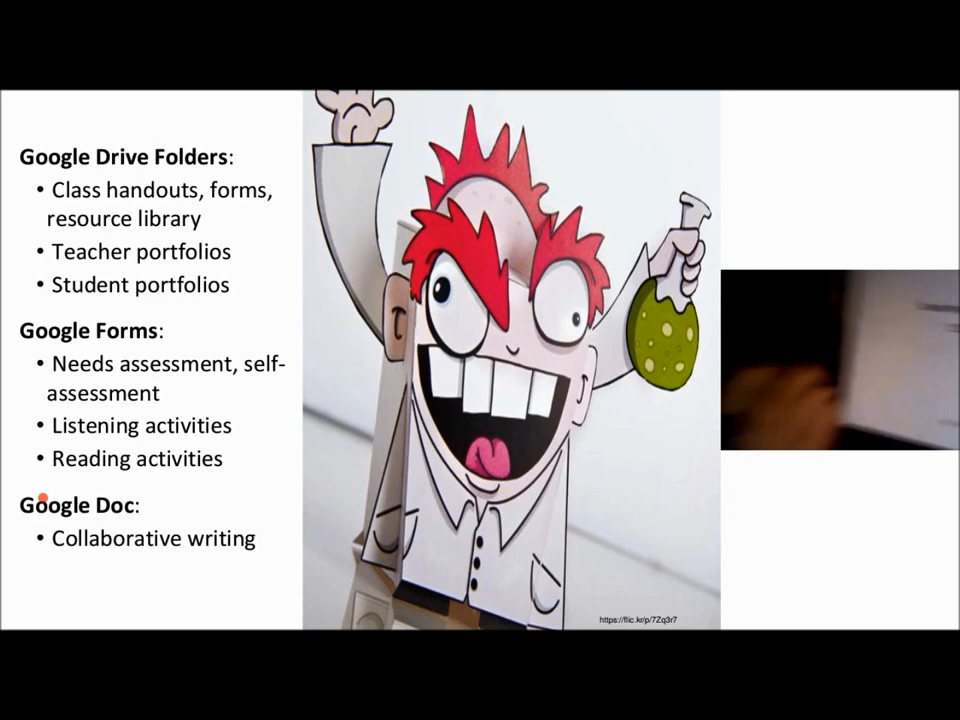 Google Drive Folders:
• Class handouts, forms,
resource library
• Teacher portfolios
• Student portfolios
Google Forms:
• Needs assessment, self-
assessment
• Listening activities
• Reading activities
Google Doc:
• Collaborative writing
https://flic.kr/p/7Zq3r7